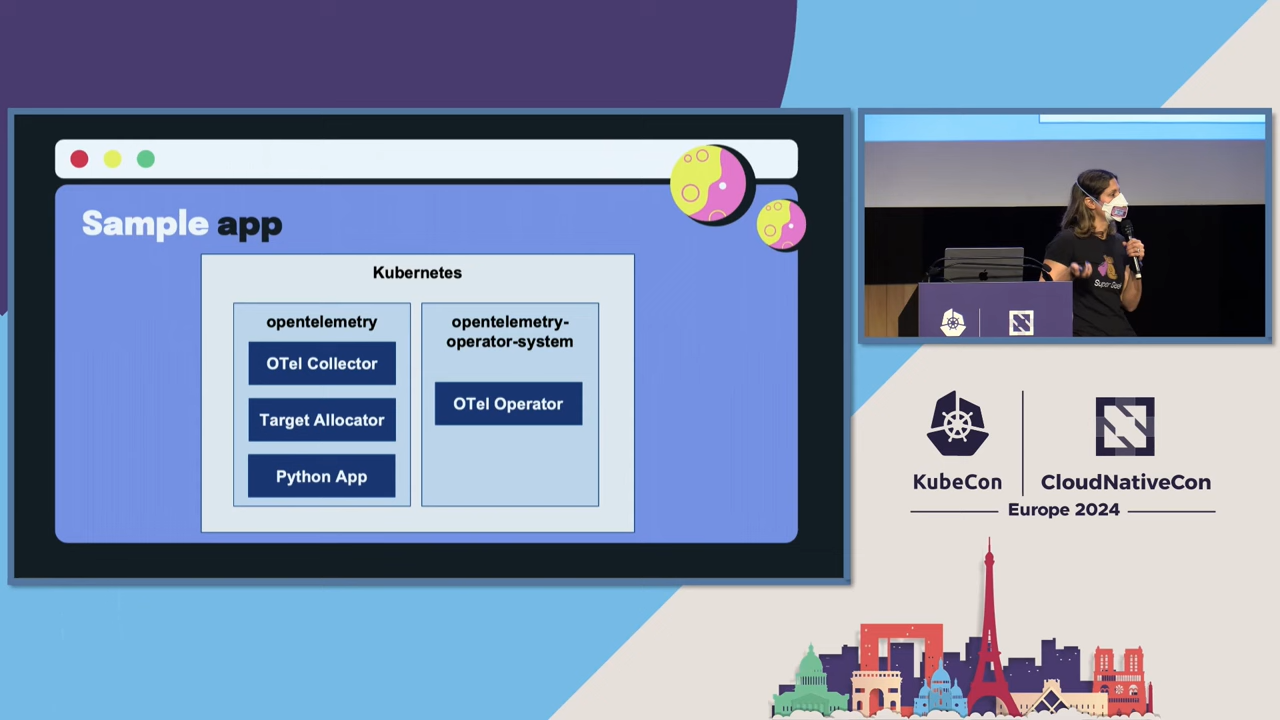 Sample app
Kubernetes
opentelemetry
OTel Collector
Target Allocator
Python App
opentelemetry-
operator-system
OTel Operator
KubeCon
CloudNativeCon
Europe 2024